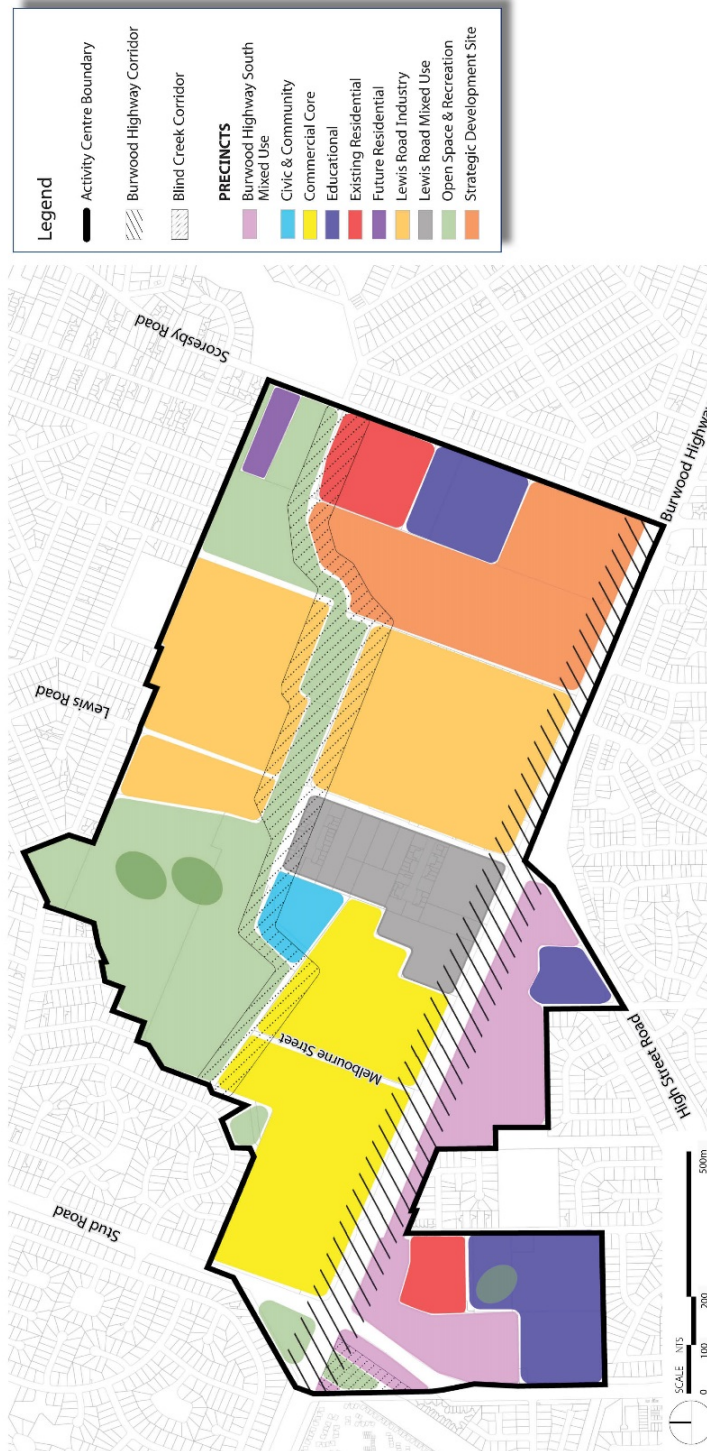 Legend
Activity Centre Boundary
Burwood Highway Corridor
Blind Creek Corridor
PRECINCTS
Burwood Highway South
Mixed Use
Civic & Community
Commercial Core
Educational
Existing Residential
Future Residential
Lewis Road Industry
Lewis Road Mixed Use
Open Space & Recreation
Strategic Development Site
Scoresby Road
Lewis Road
Stud Road
Melbourne Street
Burwood Highway
High Street Road
SCALE NTS
0 100 200 500m